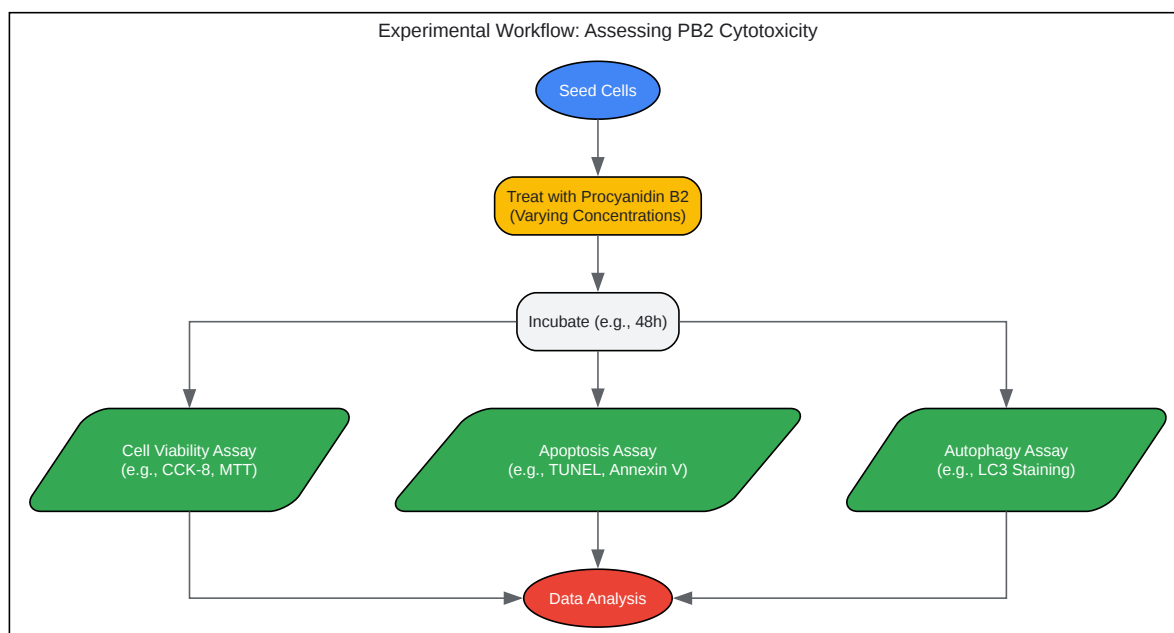 Experimental Workflow: Assessing PB2 Cytotoxicity
Seed Cells
Treat with Procyanidin B2
(Varying Concentrations)
Incubate (e.g., 48h)
Cell Viability Assay
(e.g., CCK-8, MTT)
Apoptosis Assay
(e.g., TUNEL, Annexin V)
Autophagy Assay
(e.g., LC3 Staining)
Data Analysis